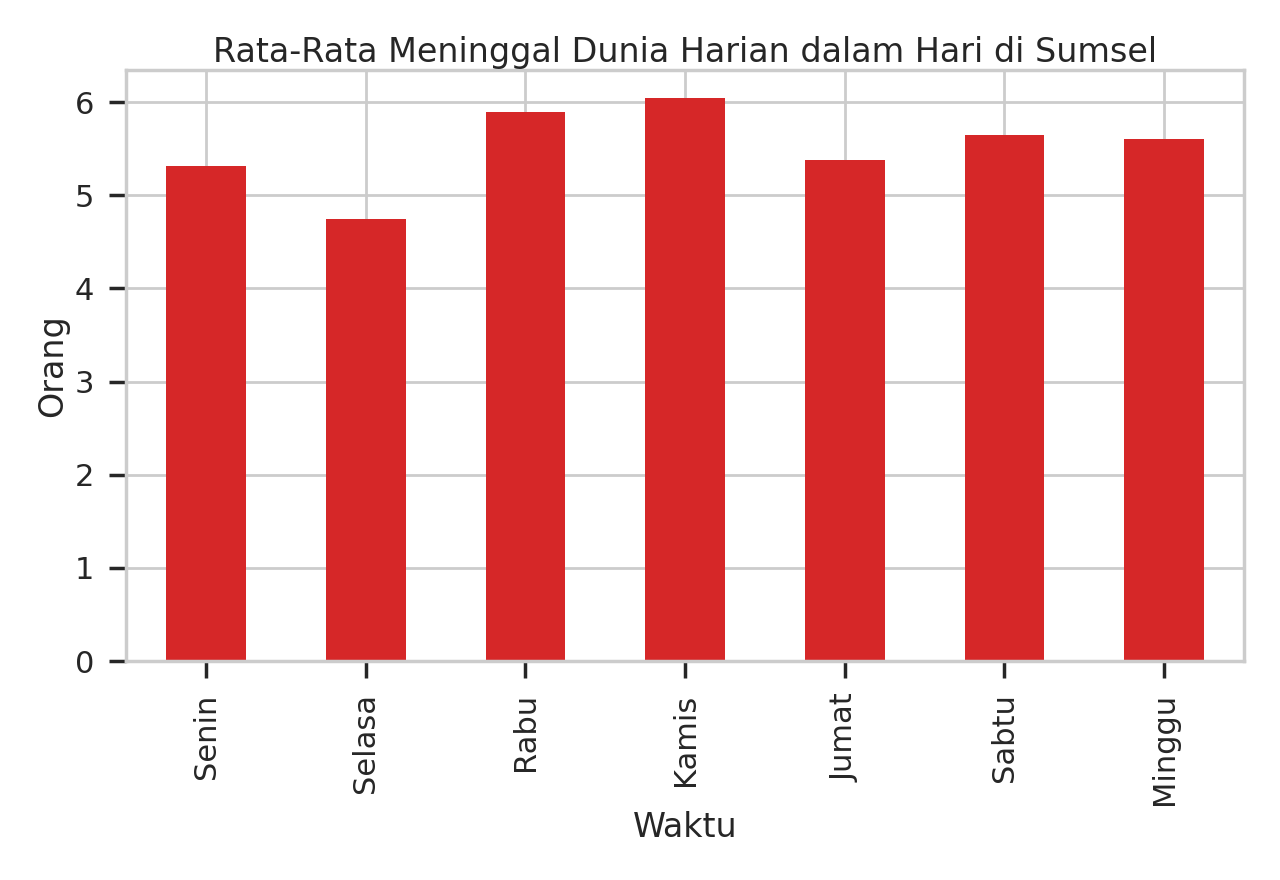 Rata-Rata Meninggal Dunia Harian dalam Hari di Sumsel
6
5
4
3
2
1
0
Orang
Senin
Selasa
Rabu
Kamis
Jumat
Sabtu
Minggu
Waktu